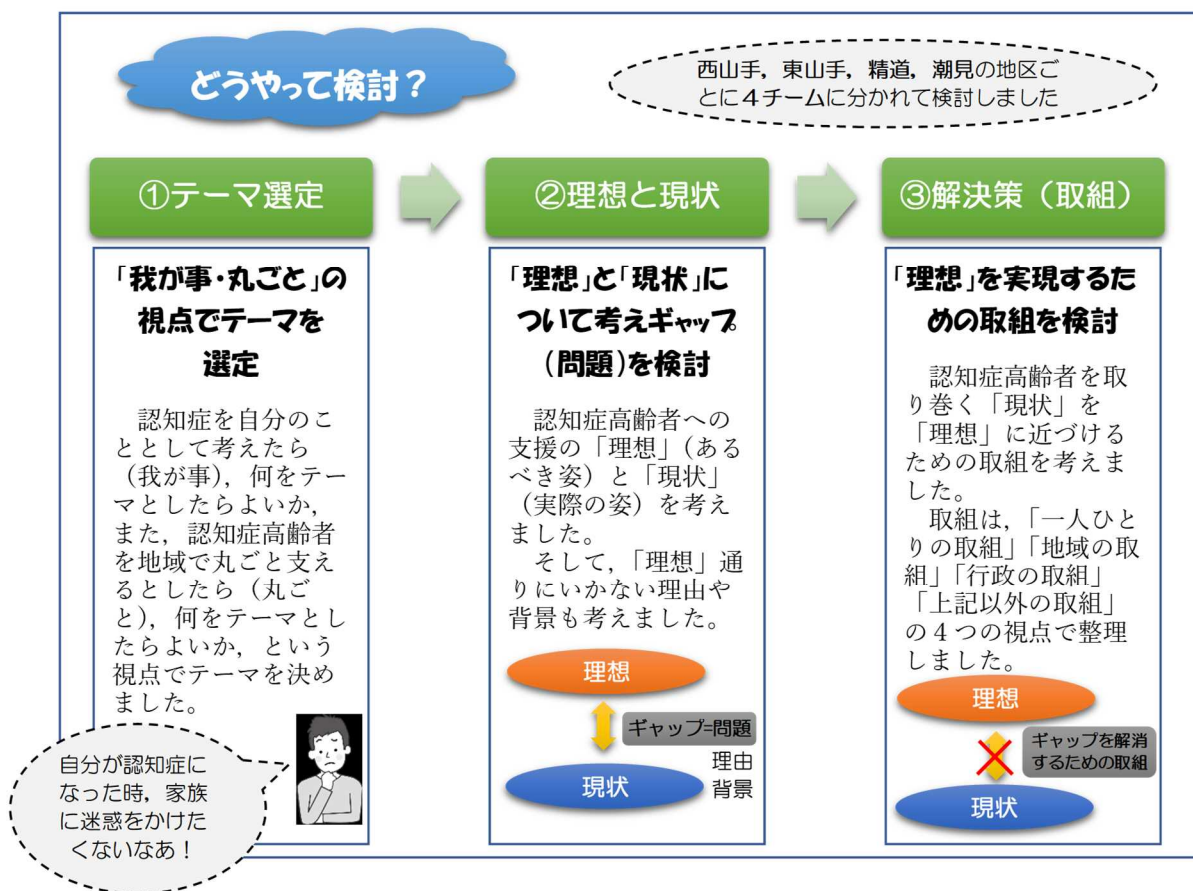 どうやって検討？
西山手，東山手，精道，潮見の地区ご
とに４チームに分かれて検討しました
①テーマ選定
「我が事・丸ごと」の
視点でテーマを
選定
認知症を自分のこ
ととして考えたら
（我が事），何をテー
マとしたらよいか，
また，認知症高齢者
を地域で丸ごと支え
るとしたら（丸ご
と），何をテーマとし
たらよいか，という
視点でテーマを決め
ました。
自分が認知症に
なった時，家族
に迷惑をかけた
くないなあ！
②理想と現状
「理想」と「現状」に
ついて考えギャップ
（問題）を検討
認知症高齢者への
支援の「理想」（ある
べき姿）と「現状」
（実際の姿）を考え
ました。
そして，「理想」通
りにいかない理由や
背景も考えました。
理想
ギャップ=問題
理由
背景
現状
③解決策（取組）
「理想」を実現するた
めの取組を検討
認知症高齢者を取
り巻く「現状」を
「理想」に近づける
ための取組を考えま
した。
取組は，「一人ひと
りの取組」「地域の取
組」「行政の取組」
「上記以外の取組」
の４つの視点で整理
しました。
理想
ギャップを解消
するための取組
現状